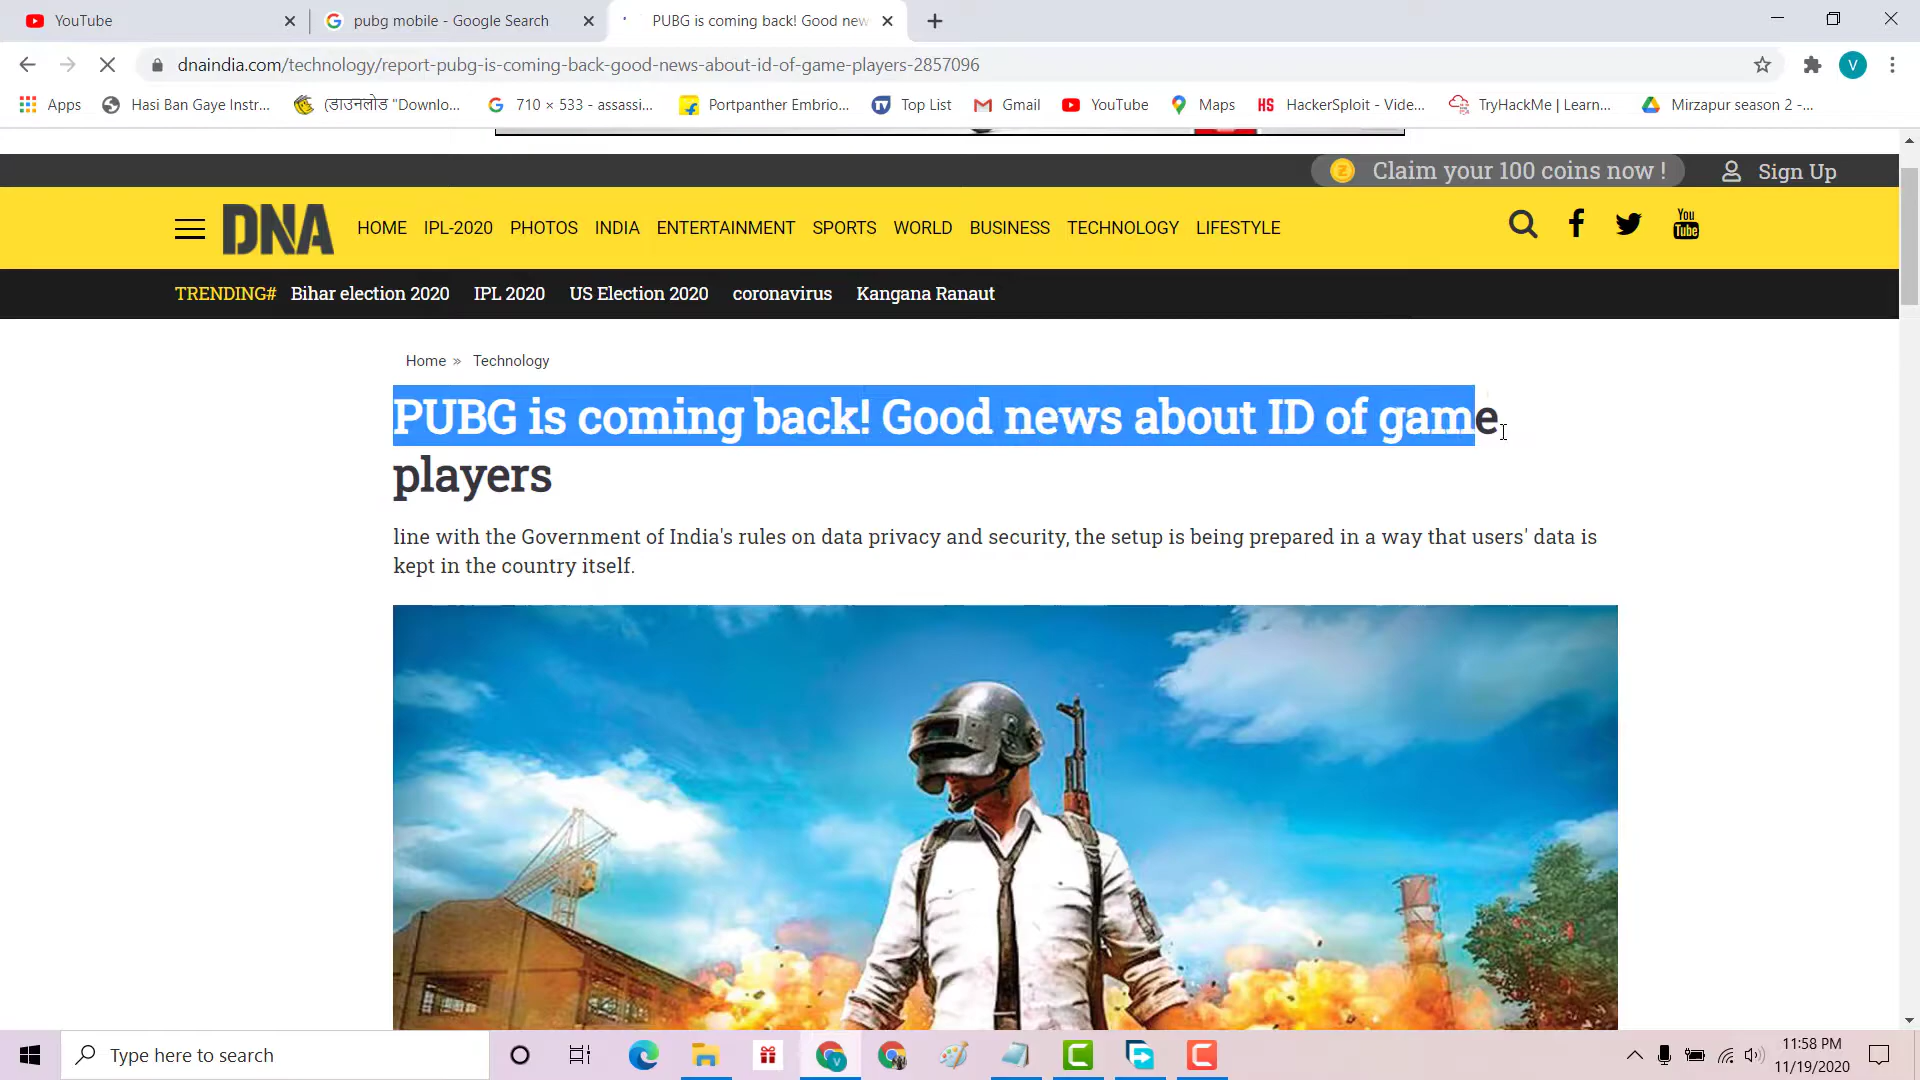 YouTube
pubg mobile - Google Search
PUBG is coming back! Good new
dnaindia.com/technology/report-pubg-is-coming-back-good-news-about-id-of-game-players-2857096
V
Apps
Hasi Ban Gaye Instr...
(डाउनलोड "Downlo...
710 × 533 - assassi...
Portpanther Embrio...
Top List
Gmail
YouTube
Maps
HS HackerSploit - Vide...
TryHackMe | Learn...
Mirzapur season 2 -...
Claim your 100 coins now !
Sign Up
DNA
HOME IPL-2020 PHOTOS INDIA ENTERTAINMENT SPORTS WORLD BUSINESS TECHNOLOGY LIFESTYLE
You Tube
TRENDING# Bihar election 2020 IPL 2020 US Election 2020 coronavirus Kangana Ranaut
Home » Technology
PUBG is coming back! Good news about ID of game
players
line with the Government of India's rules on data privacy and security, the setup is being prepared in a way that users' data is
kept in the country itself.
Type here to search
11:58 PM
11/19/2020